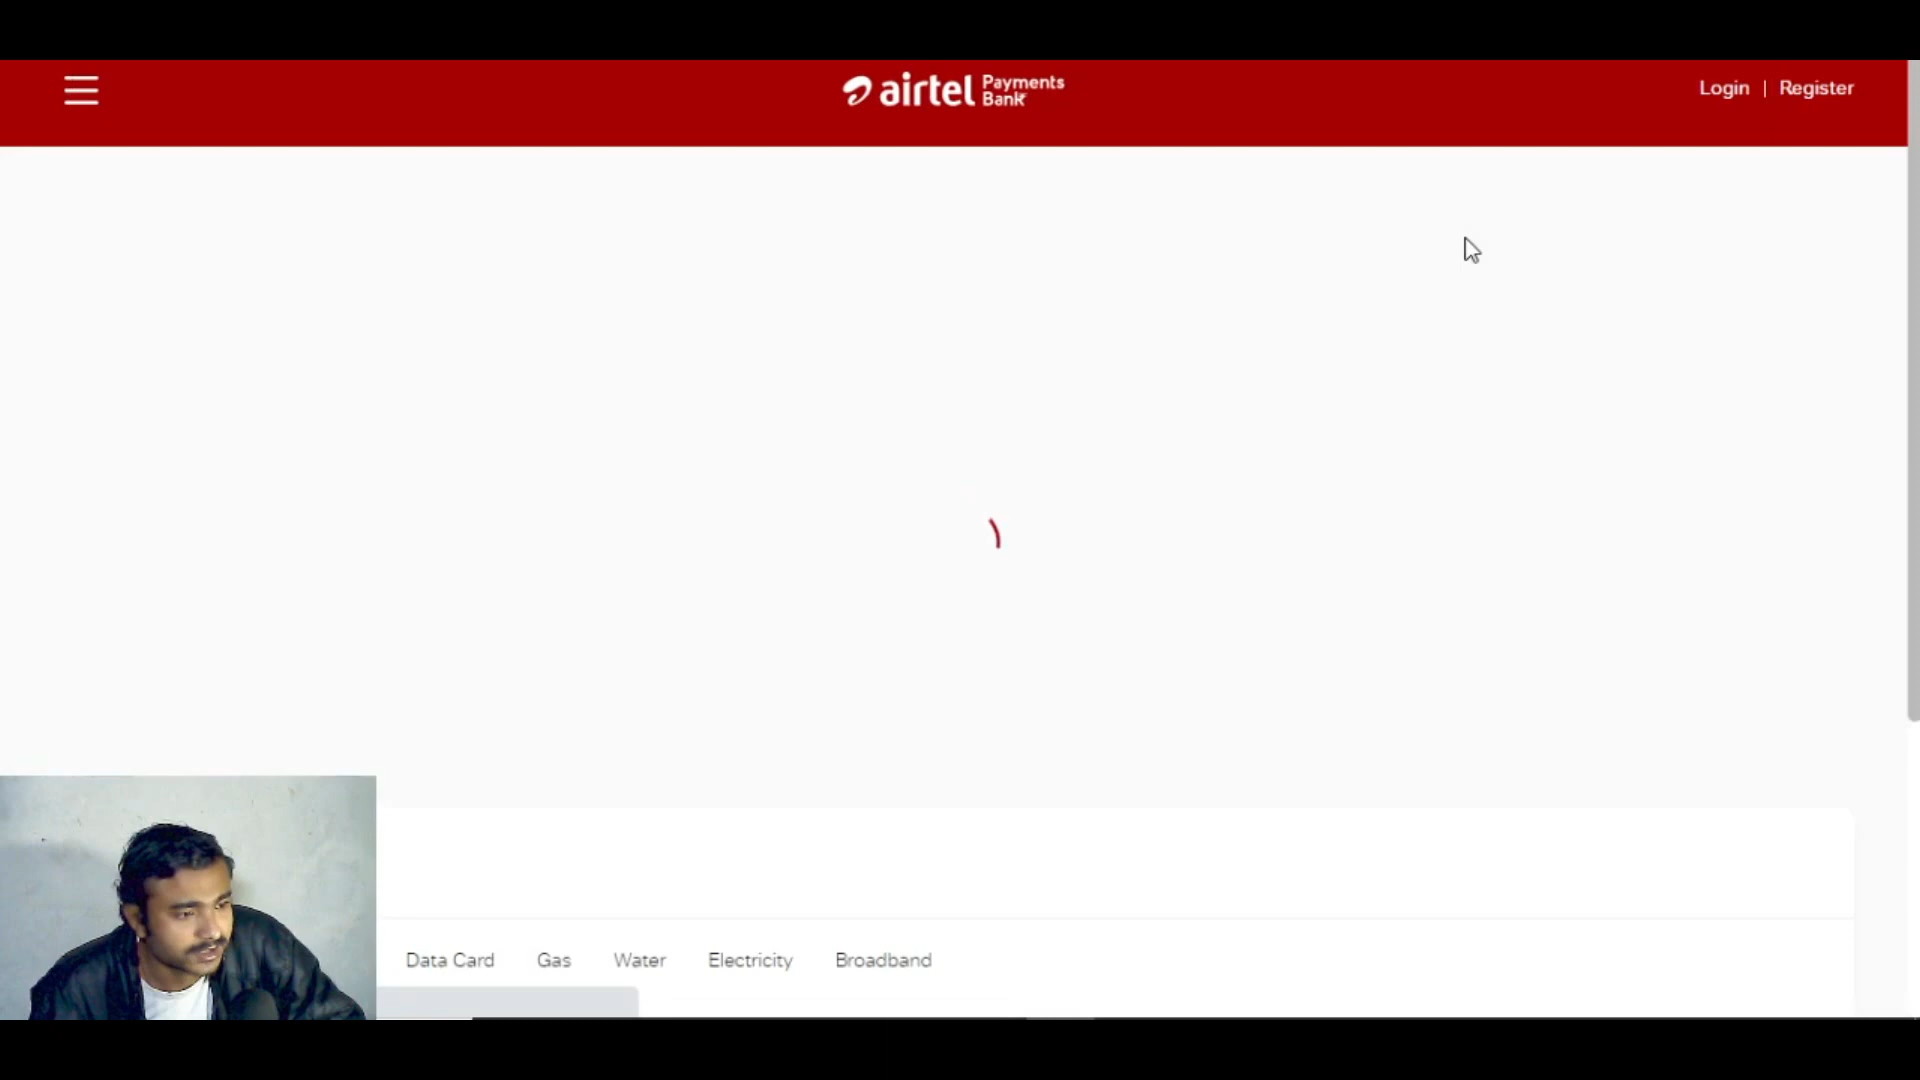 airtel Payments Bank
Login | Register
Data Card Gas Water Electricity Broadband